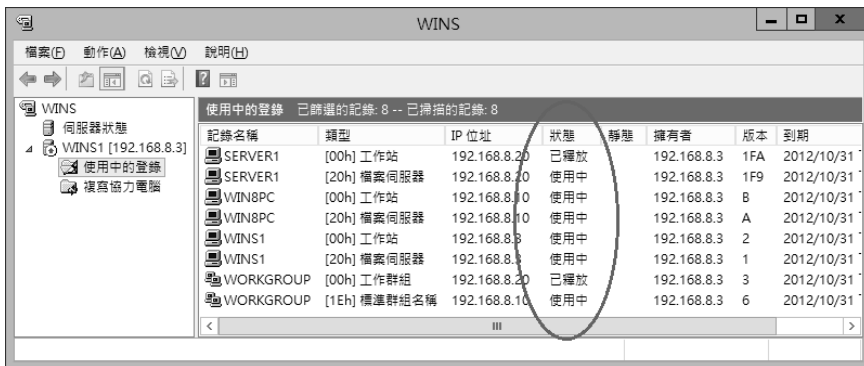 WINS
檔案(F) 動作(A) 檢視(V) 說明(H)
WINS
伺服器狀態
WINS1 [192.168.8.3]
使用中的登錄
複寫協力電腦
使用中的登錄 已篩選的記錄: 8 -- 已掃描的記錄: 8
記錄名稱 類型 IP 位址 狀態 靜態 擁有者 版本 到期
SERVER1 [00h] 工作站 192.168.8.20 已釋放 192.168.8.3 1FA 2012/10/31
SERVER1 [20h] 檔案伺服器 192.168.8.20 使用中 192.168.8.3 1F9 2012/10/31
WIN8PC [00h] 工作站 192.168.8.10 使用中 192.168.8.3 B 2012/10/31
WIN8PC [20h] 檔案伺服器 192.168.8.10 使用中 192.168.8.3 A 2012/10/31
WINS1 [00h] 工作站 192.168.8.3 使用中 192.168.8.3 2 2012/10/31
WINS1 [20h] 檔案伺服器 192.168.8.3 使用中 192.168.8.3 1 2012/10/31
WORKGROUP [00h] 工作群組 192.168.8.20 已釋放 192.168.8.3 3 2012/10/31
WORKGROUP [1Eh] 標準群組名稱 192.168.8.10 使用中 192.168.8.3 6 2012/10/31